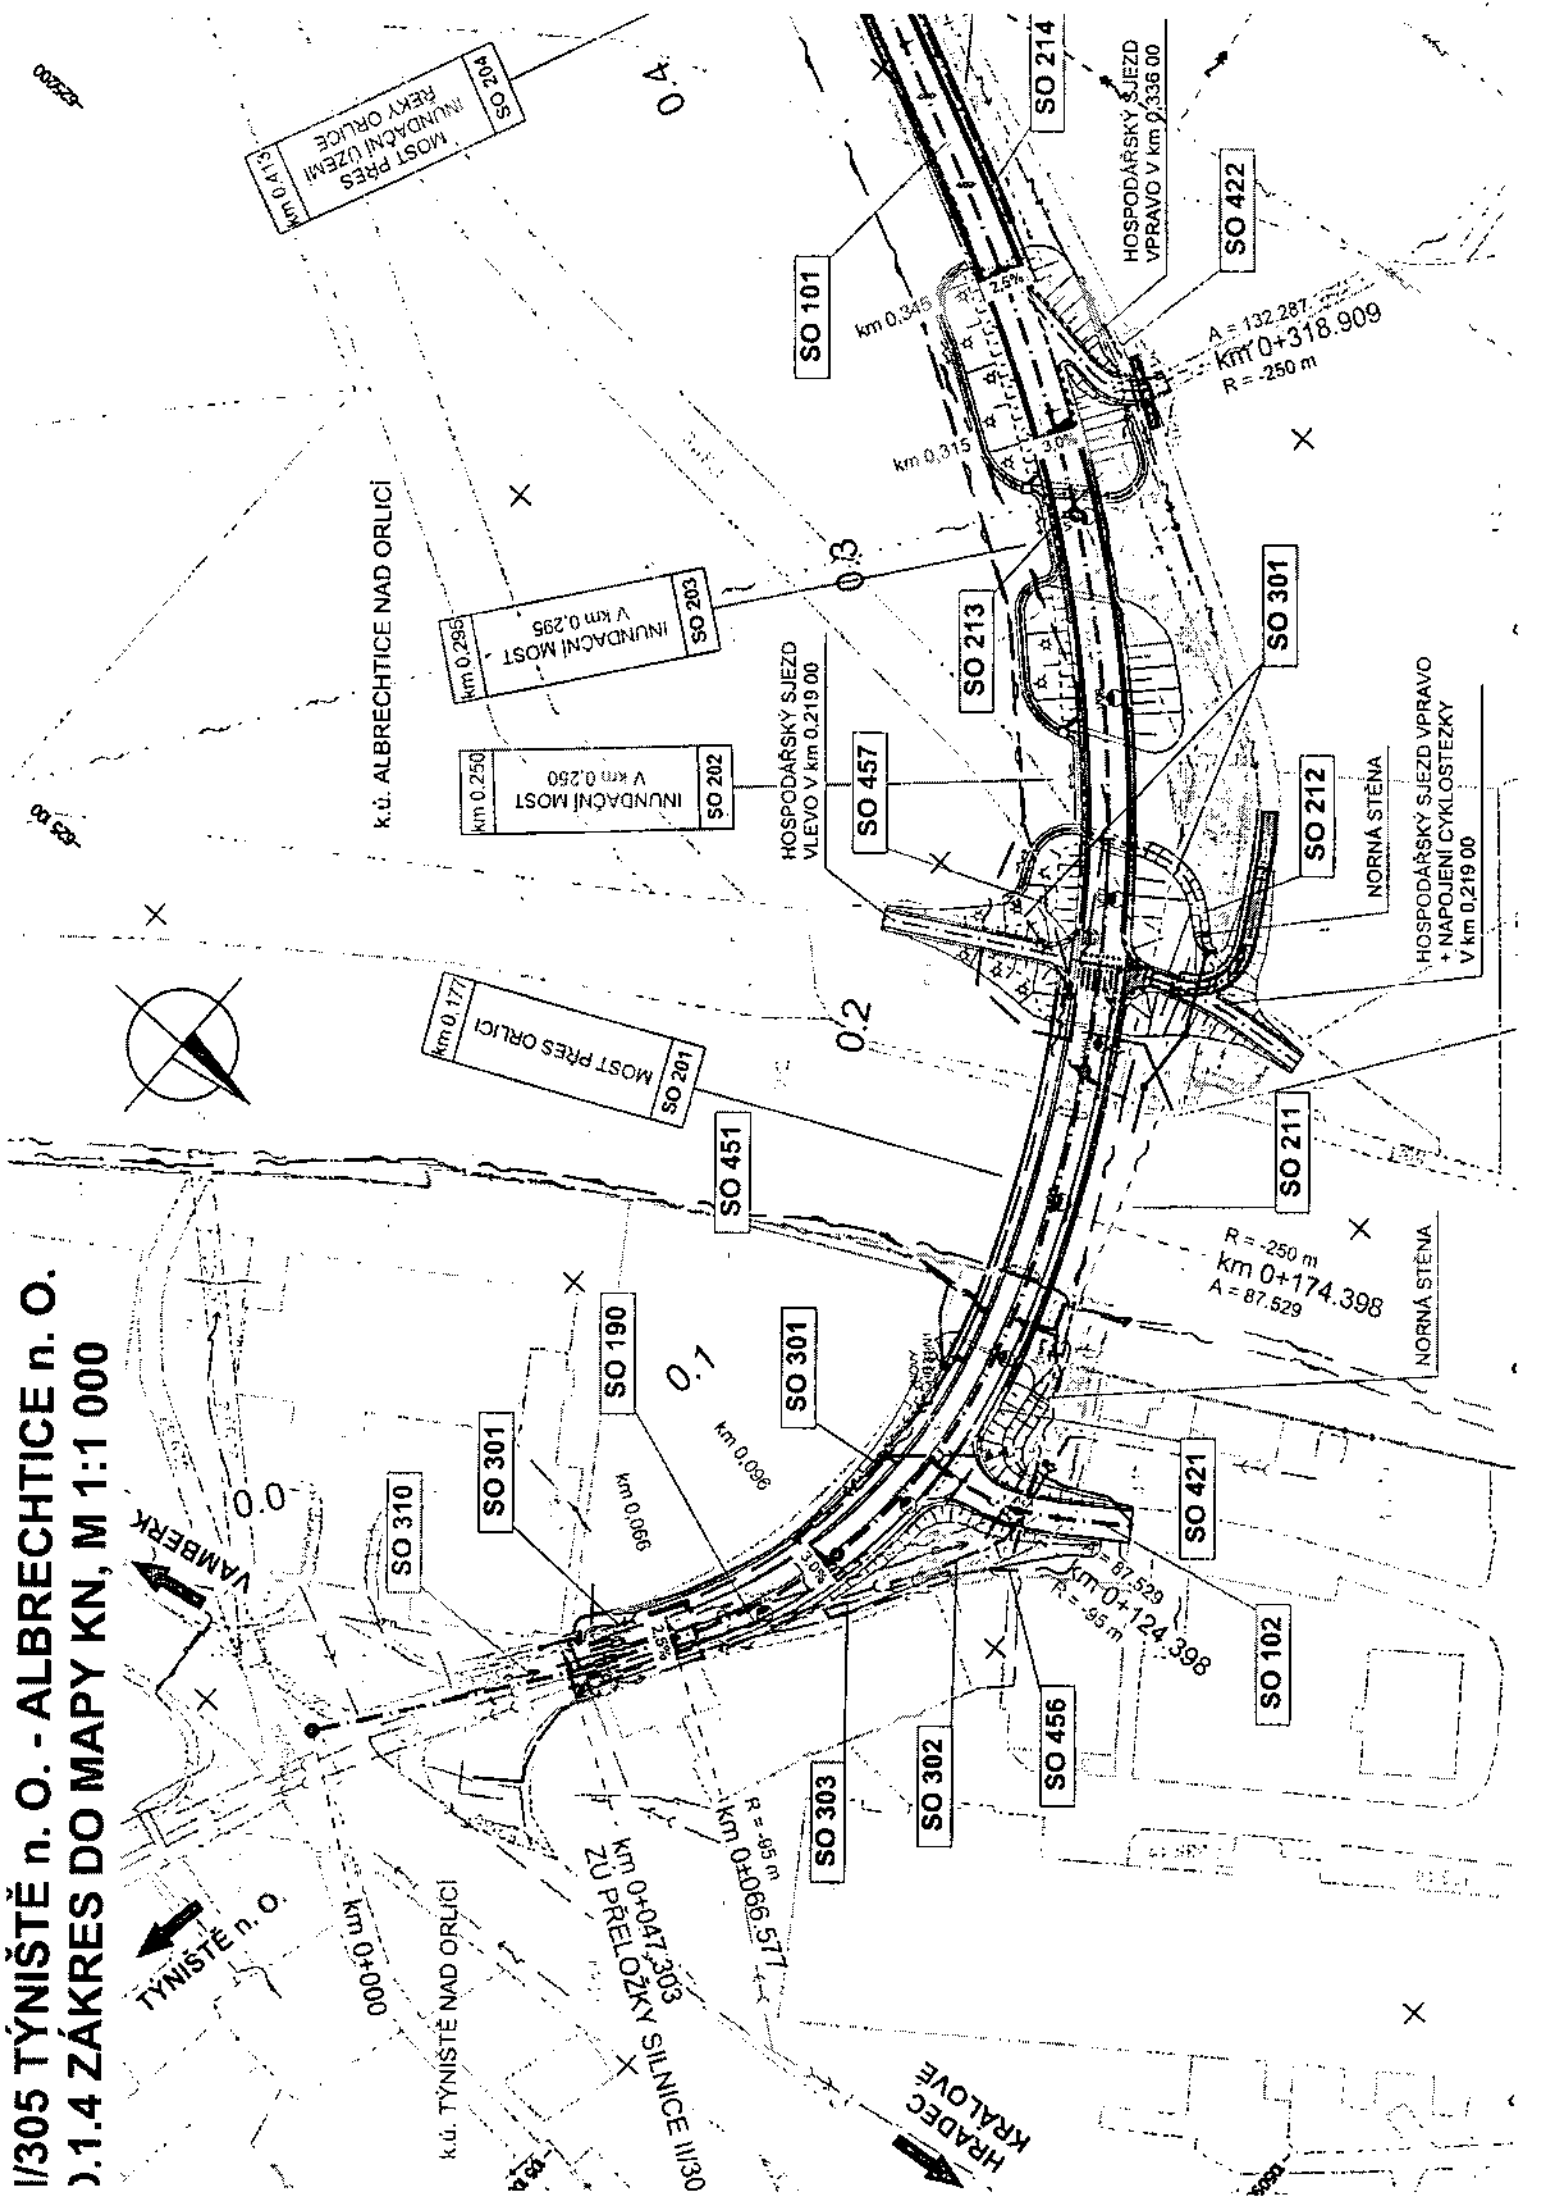 I/305 TÝNIŠTĚ n. O. - ALBRECHTICE n. O.
).1.4 ZÁKRES DO MAPY KN, M 1:1 000
TÝNIŠTĚ n. O.
VAMBERK
HRADEC
KRÁLOVÉ
k.ú. TÝNIŠTĚ NAD ORLICÍ
k.ú. ALBRECHTICE NAD ORLICÍ
km 0+000
0.0
km 0+047.303
ZÚ PŘELOŽKY SILNICE II/30
R = -95 m
km 0+066.577
SO 310
SO 301
SO 190
km 0,066
km 0,096
0.1
2.5%
3.0%
SO 301
SO 451
SO 303
SO 302
SO 456
SO 102
SO 421
= 87.529
km 0+124.398
R = -95 m
NORNÁ STĚNA
R = -250 m
km 0+174.398
A = 87.529
SO 211
km 0,177
MOST PŘES ORLICI
SO 201
0.2
HOSPODÁŘSKÝ SJEZD
VLEVO V km 0,219 00
SO 457
HOSPODÁŘSKÝ SJEZD VPRAVO
+ NAPOJENÍ CYKLOSTEZKY
V km 0,219 00
NORNÁ STĚNA
SO 212
km 0.250
INUNDAČNÍ MOST
V km 0,250
SO 202
km 0.295
INUNDAČNÍ MOST
V km 0,295
SO 203
SO 213
SO 301
0.3
km 0,315
3.0%
km 0,345
2.5%
SO 101
A = 132.287
km 0+318.909
R = -250 m
SO 422
HOSPODÁŘSKÝ SJEZD
VPRAVO V km 0,336 00
SO 214
km 0.413
MOST PŘES
INUNDAČNÍ ÚZEMÍ
ŘEKY ORLICE
SO 204
0.4
-625200
-625100